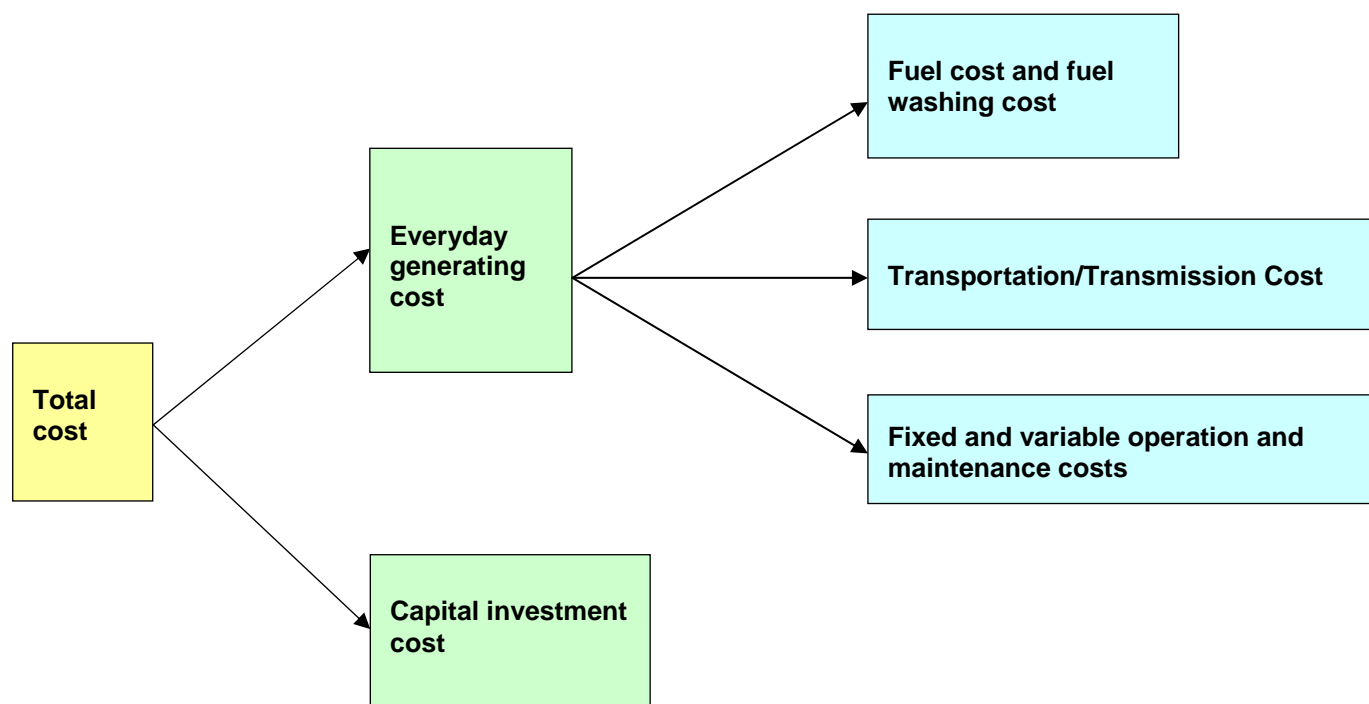 Total
cost
Everyday
generating
cost
Capital investment
cost
Fuel cost and fuel
washing cost
Transportation/Transmission Cost
Fixed and variable operation and
maintenance costs